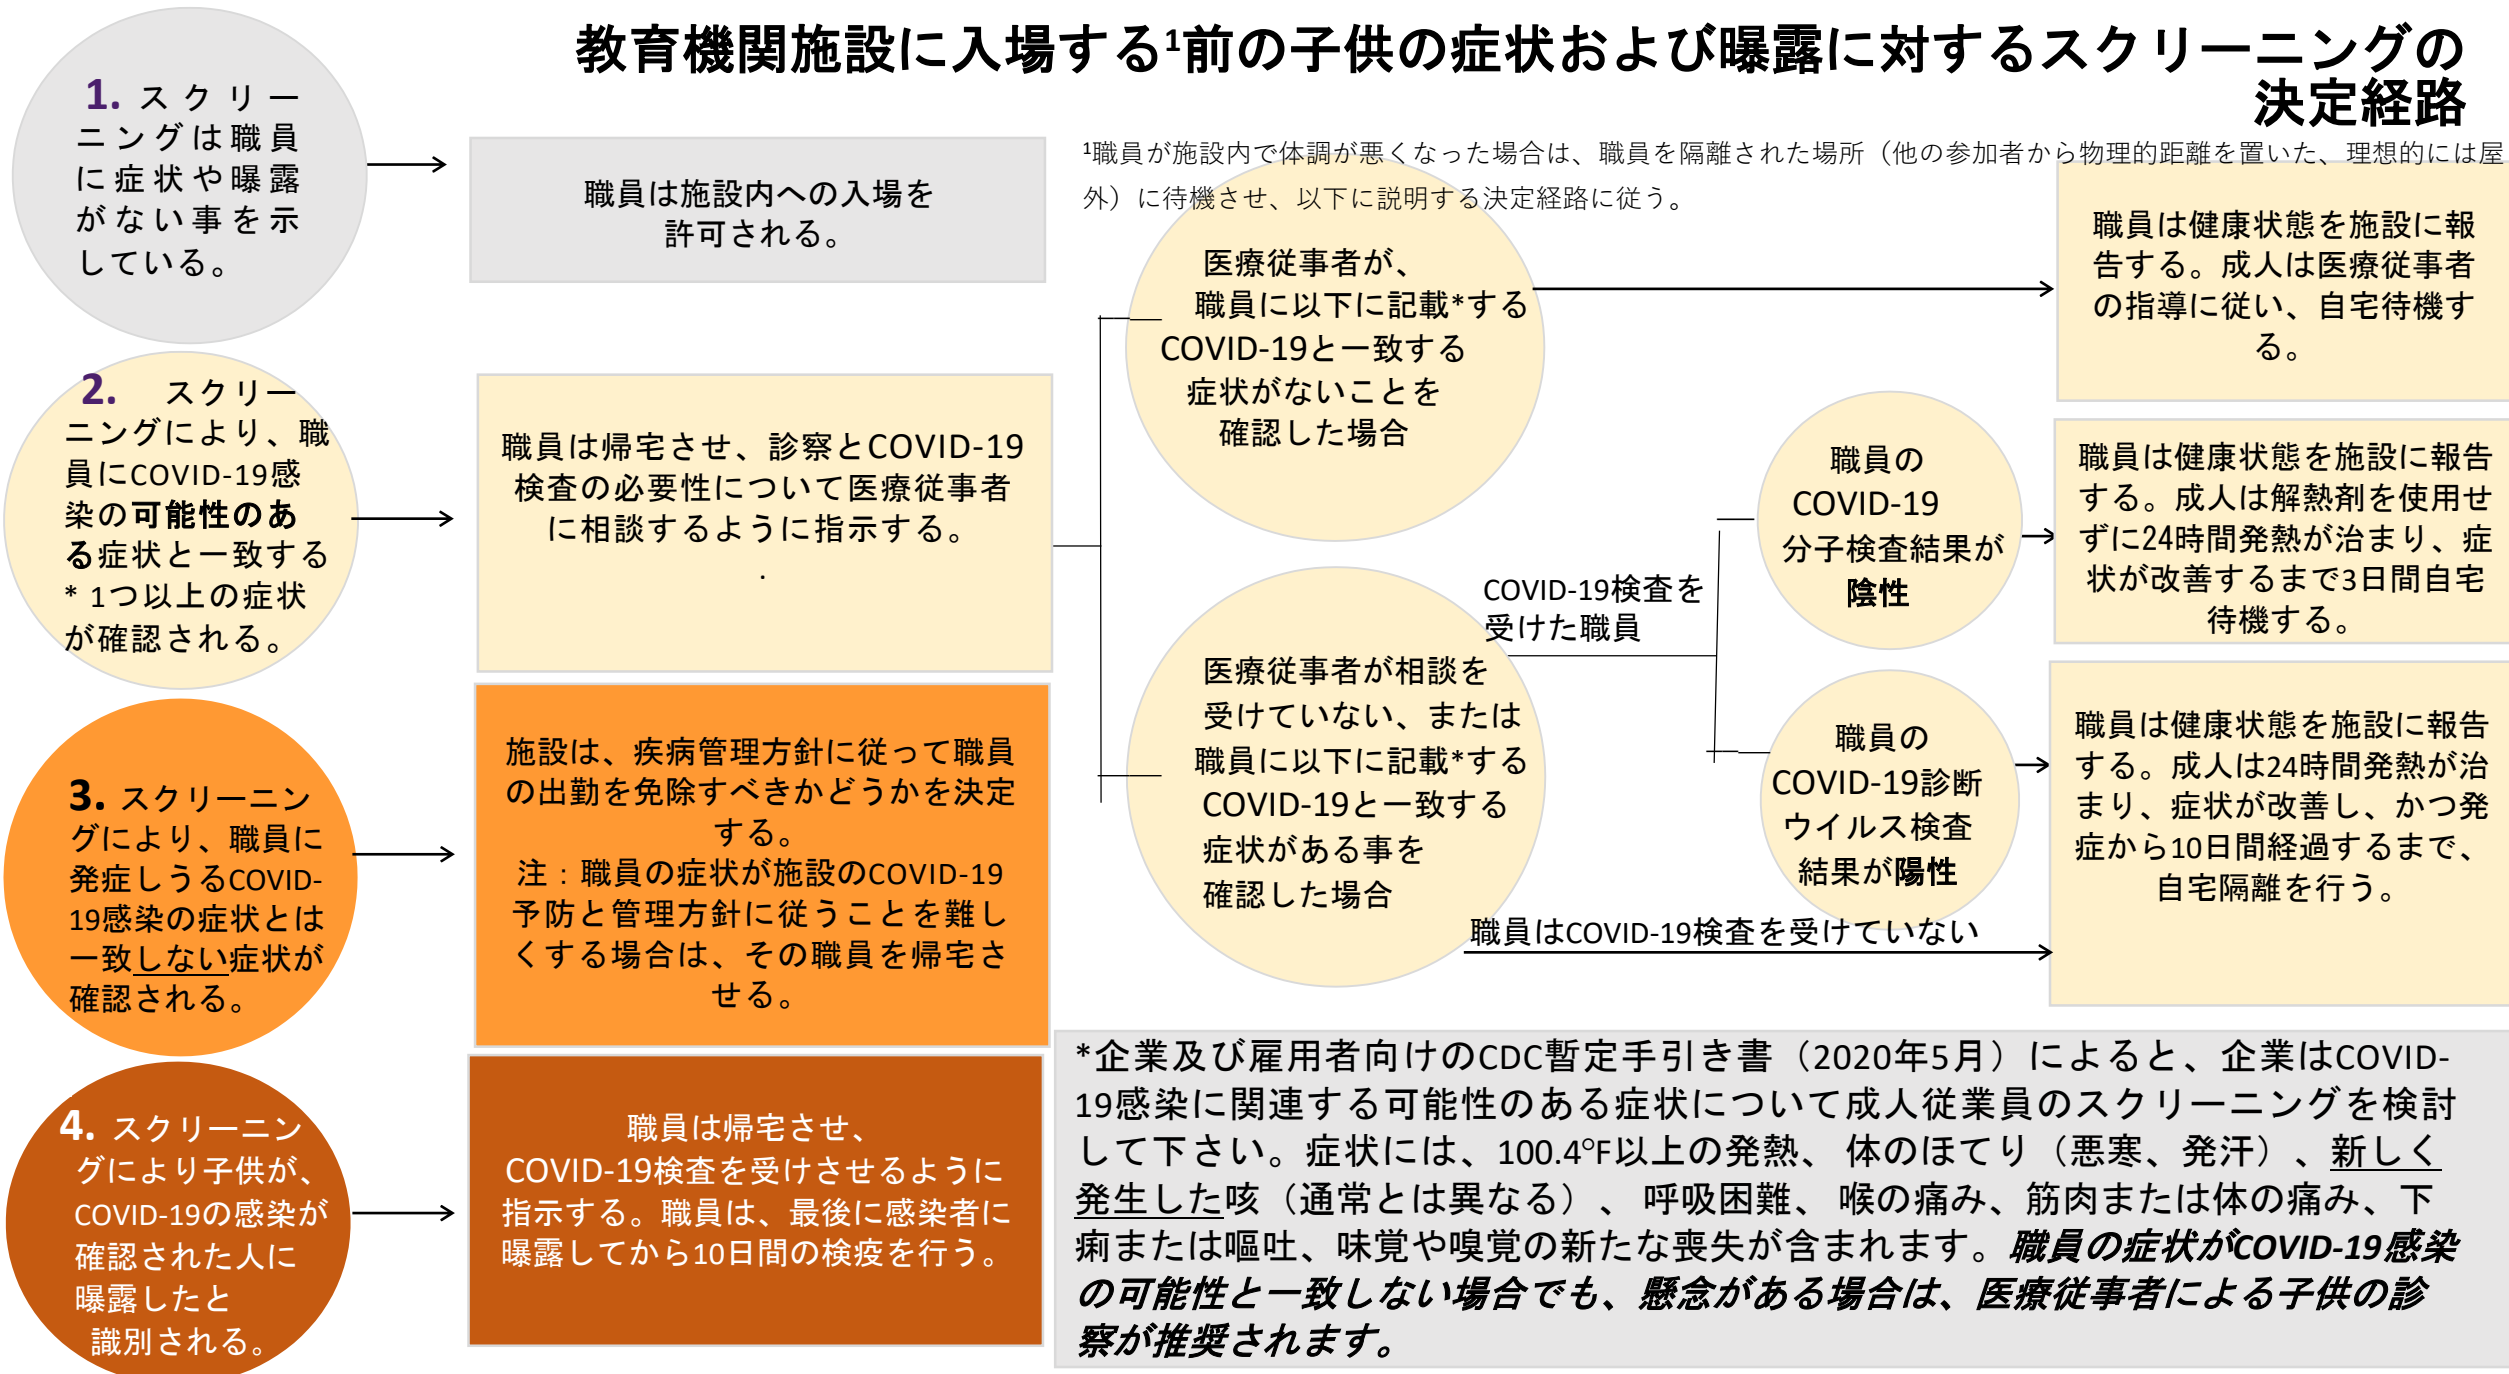 教育機関施設に入場する¹前の子供の症状および曝露に対するスクリーニングの
決定経路
¹職員が施設内で体調が悪くなった場合は、職員を隔離された場所（他の参加者から物理的距離を置いた、理想的には屋
外）に待機させ、以下に説明する決定経路に従う。
1. スクリー
ニングは職員
に症状や曝露
がない事を示
している。
職員は施設内への入場を
許可される。
2. スクリー
ニングにより、職
員にCOVID-19感
染の可能性のあ
る症状と一致する
* 1つ以上の症状
が確認される。
職員は帰宅させ、診察とCOVID-19
検査の必要性について医療従事者
に相談するように指示する。
.
医療従事者が、
職員に以下に記載*する
COVID-19と一致する
症状がないことを
確認した場合
職員は健康状態を施設に報
告する。成人は医療従事者
の指導に従い、自宅待機す
る。
医療従事者が相談を
受けていない、または
職員に以下に記載*する
COVID-19と一致する
症状がある事を
確認した場合
COVID-19検査を
受けた職員
職員の
COVID-19
分子検査結果が
陰性
職員は健康状態を施設に報告
する。成人は解熱剤を使用せ
ずに24時間発熱が治まり、症
状が改善するまで3日間自宅
待機する。
職員の
COVID-19診断
ウイルス検査
結果が陽性
職員は健康状態を施設に報告
する。成人は24時間発熱が治
まり、症状が改善し、かつ発
症から10日間経過するまで、
自宅隔離を行う。
職員はCOVID-19検査を受けていない
3. スクリーニン
グにより、職員に
発症しうるCOVID-
19感染の症状とは
一致しない症状が
確認される。
施設は、疾病管理方針に従って職員
の出勤を免除すべきかどうかを決定
する。
注：職員の症状が施設のCOVID-19
予防と管理方針に従うことを難し
くする場合は、その職員を帰宅さ
せる。
4. スクリーニン
グにより子供が、
COVID-19の感染が
確認された人に
曝露したと
識別される。
職員は帰宅させ、
COVID-19検査を受けさせるように
指示する。職員は、最後に感染者に
曝露してから10日間の検疫を行う。
*企業及び雇用者向けのCDC暫定手引き書（2020年5月）によると、企業はCOVID-
19感染に関連する可能性のある症状について成人従業員のスクリーニングを検討
して下さい。症状には、100.4°F以上の発熱、 体のほてり（悪寒、発汗）、新しく
発生した咳（通常とは異なる）、 呼吸困難、 喉の痛み、筋肉または体の痛み、下
痢または嘔吐、味覚や嗅覚の新たな喪失が含まれます。職員の症状がCOVID-19感染
の可能性と一致しない場合でも、懸念がある場合は、医療従事者による子供の診
察が推奨されます。